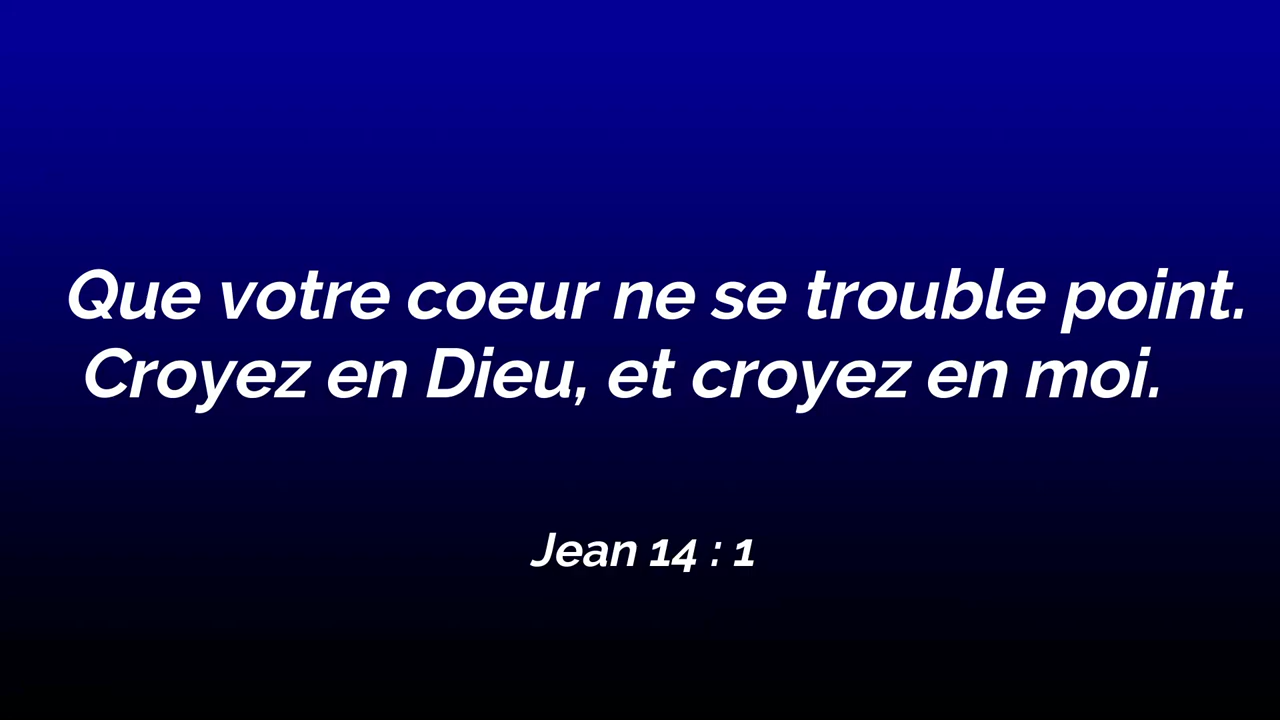 Que votre coeur ne se trouble point.
Croyez en Dieu, et croyez en moi.
Jean 14 : 1